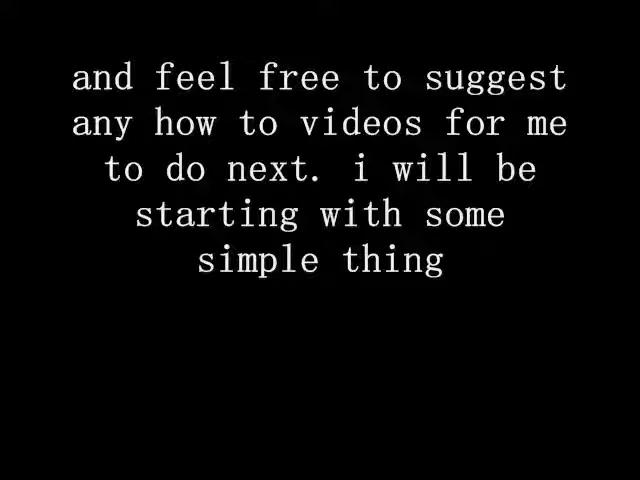 and feel free to suggest
any how to videos for me
to do next. i will be
starting with some
simple thing